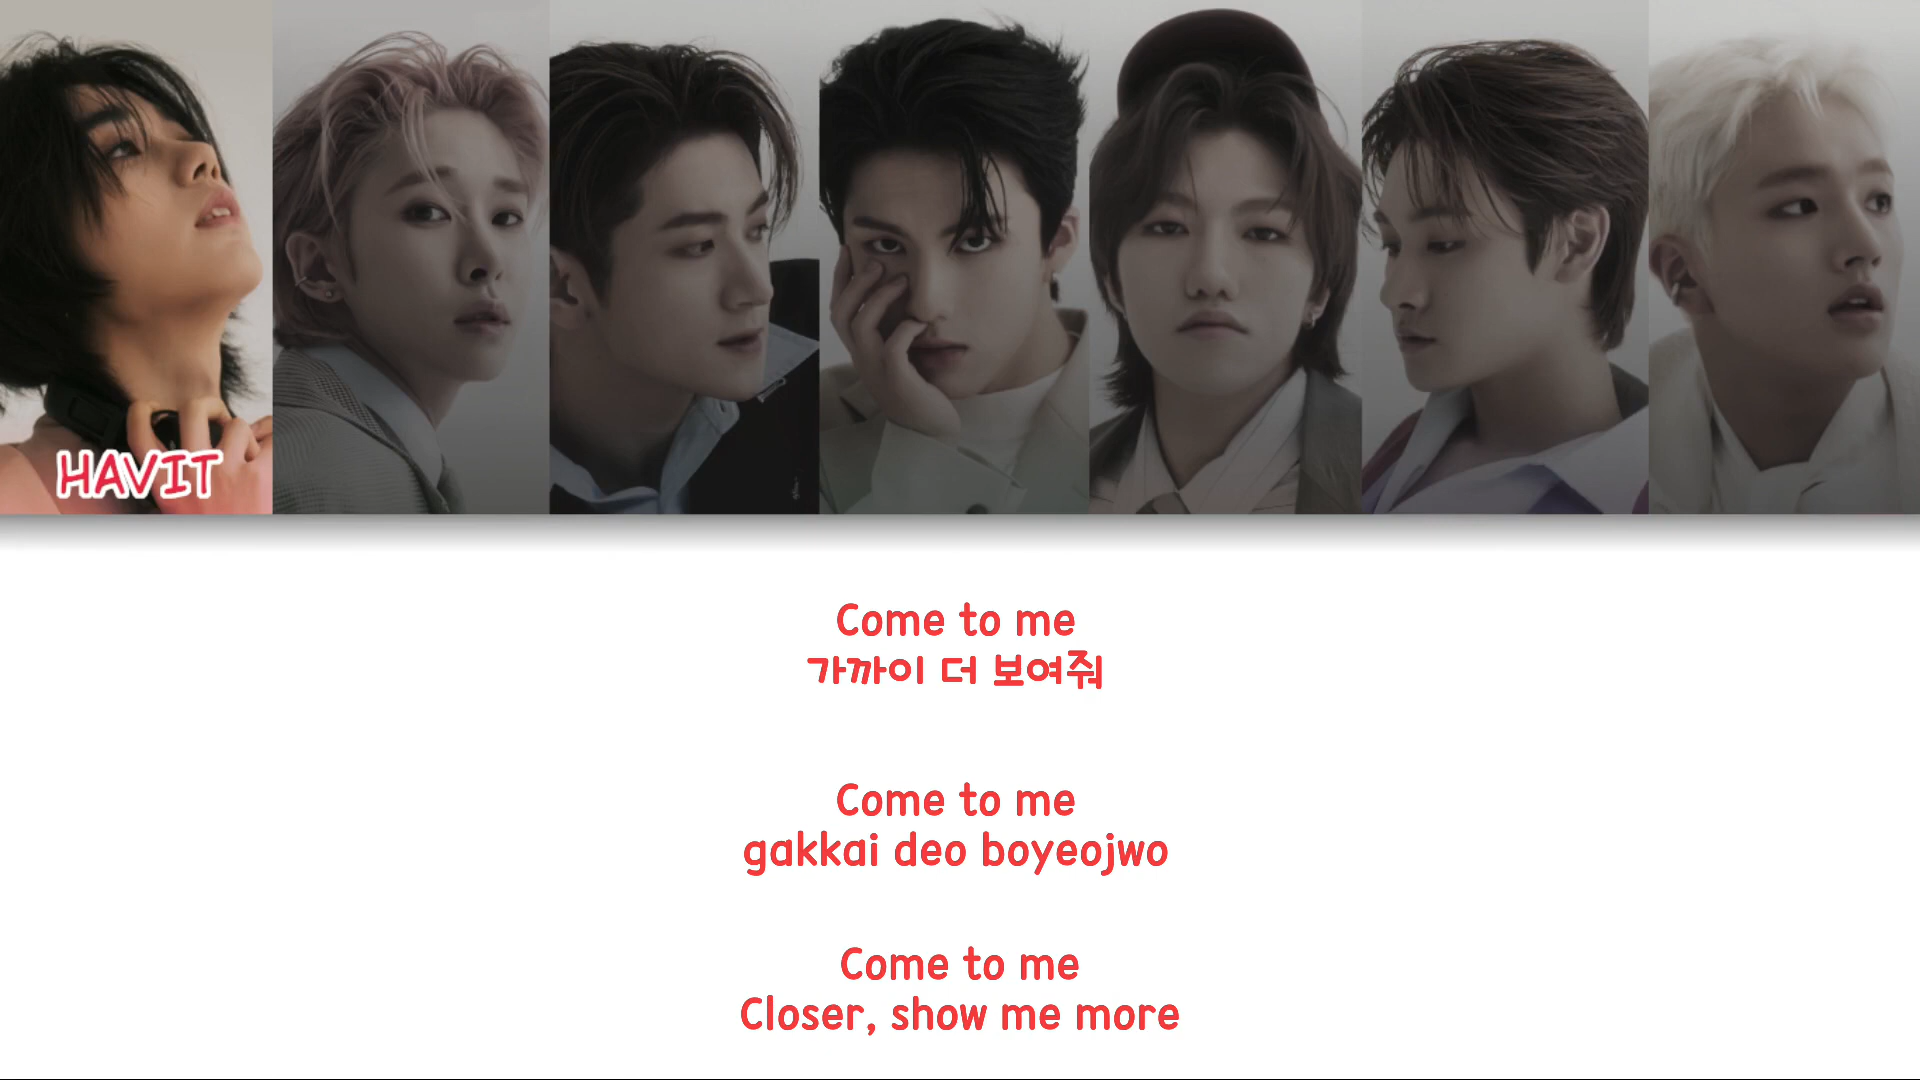 HAVIT
Come to me
가까이 더 보여줘
Come to me
gakkai deo boyeojwo
Come to me
Closer, show me more